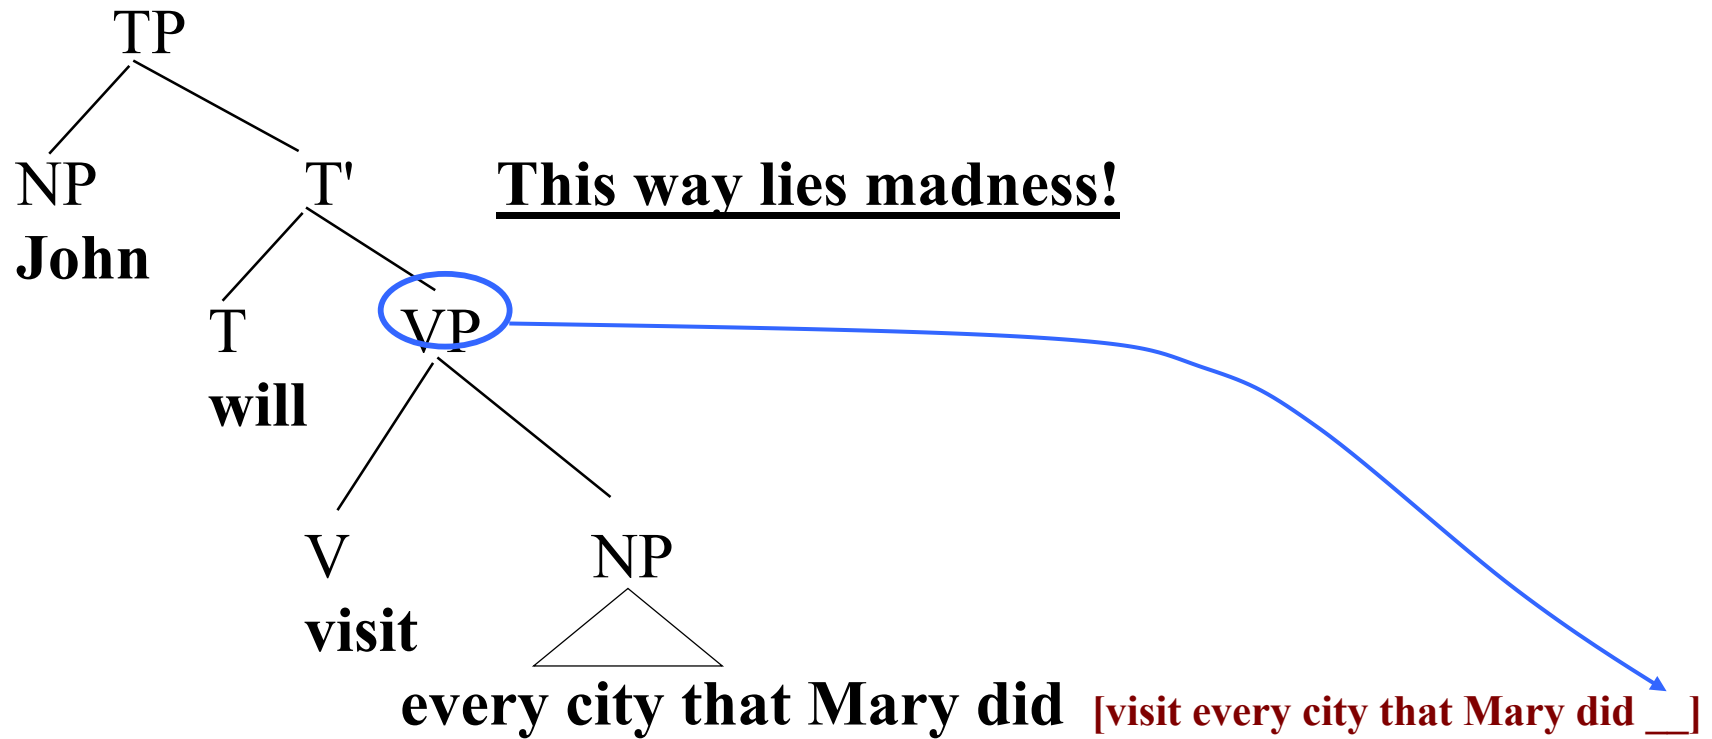 TP
NP T' This way lies madness!
John
T VP
will
V NP
visit
every city that Mary did [visit every city that Mary did __]